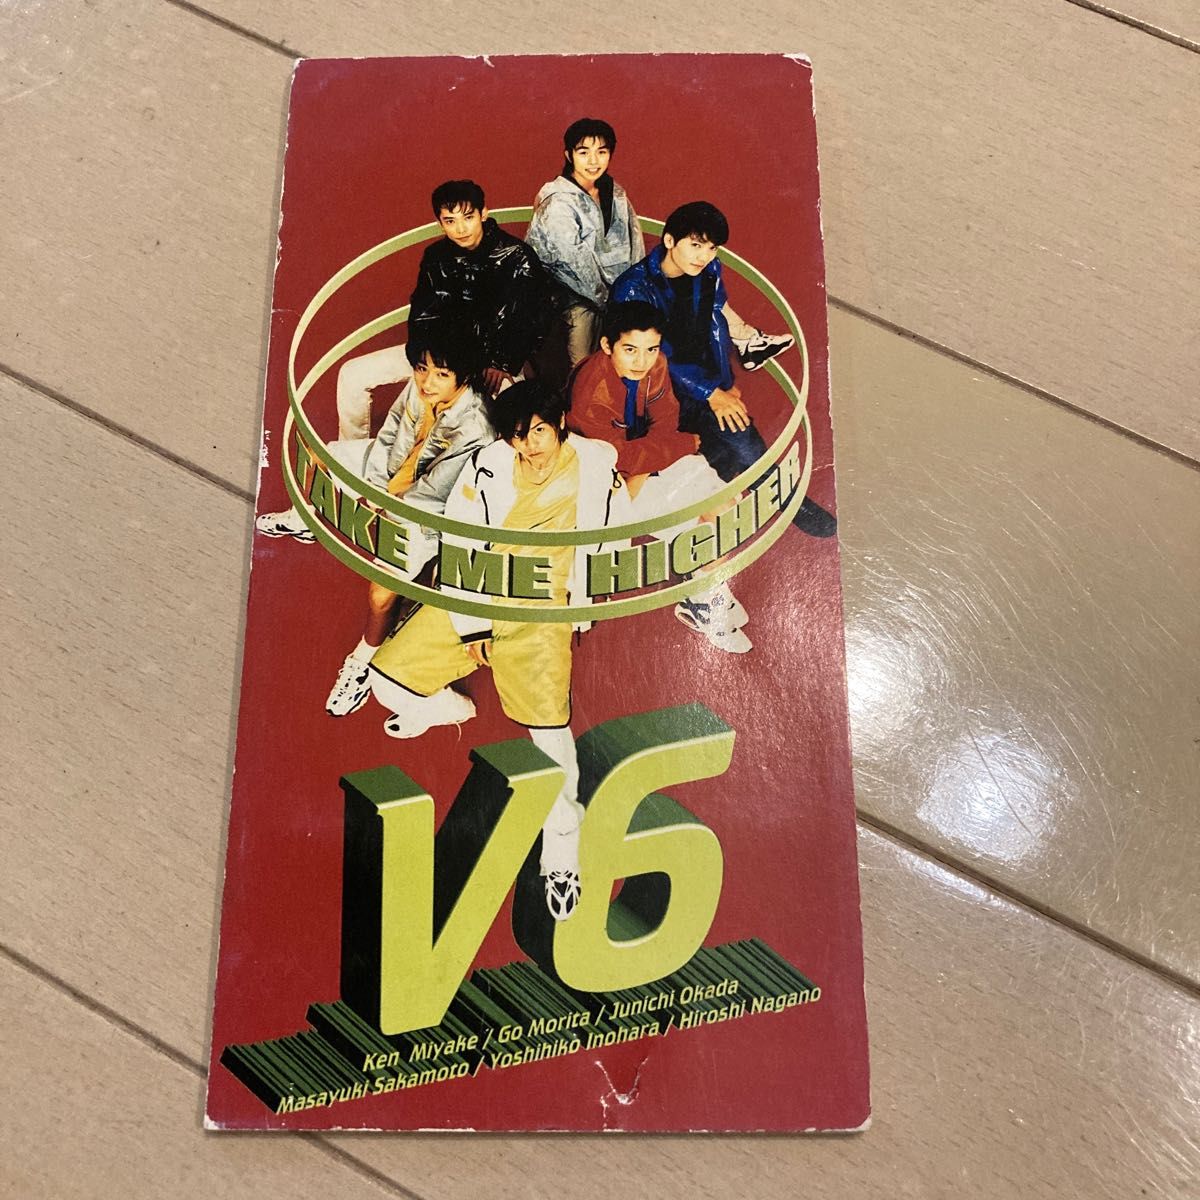 TAKE ME HIGHER
V6
Ken Miyake / Go Morita / Junichi Okada
Masayuki Sakamoto / Yoshihiko Inohara / Hiroshi Nagano